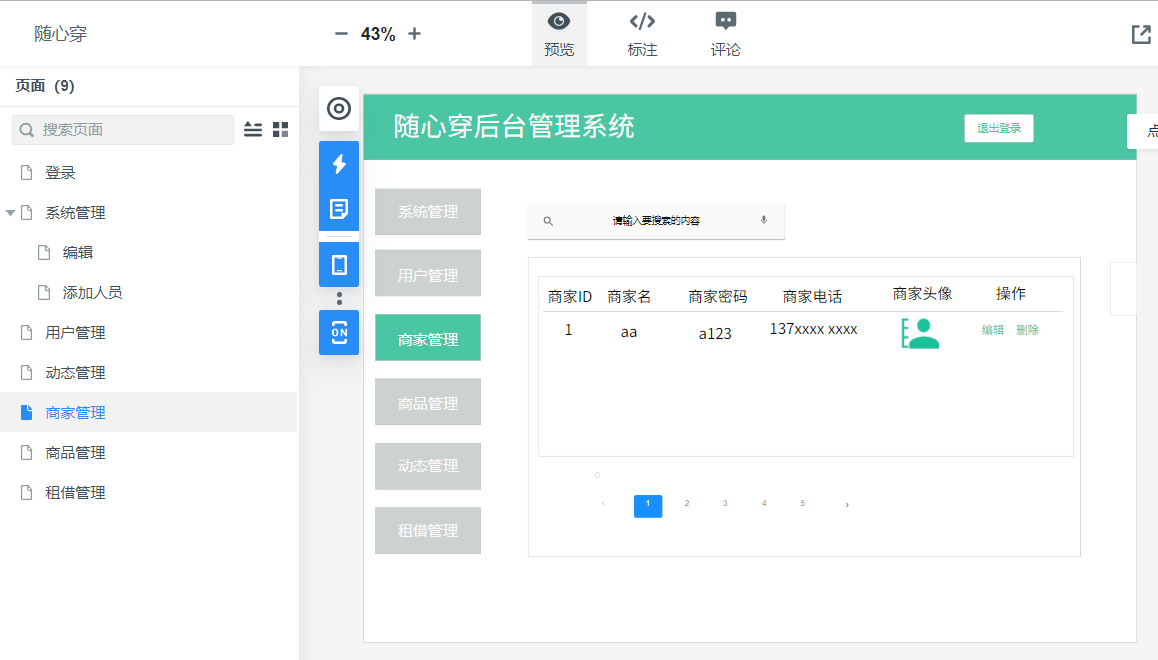 随心穿
43%
预览
标注
评论
页面 (9)
搜索页面
登录
系统管理
编辑
添加人员
用户管理
动态管理
商家管理
商品管理
租借管理
ON
随心穿后台管理系统
退出登录
点
系统管理
用户管理
商家管理
商品管理
动态管理
租借管理
请输入要搜索的内容
商家ID 商家名 商家密码 商家电话 商家头像 操作
1 aa a123 137xxxx xxxx 编辑 删除
‹ 1 2 3 4 5 ›